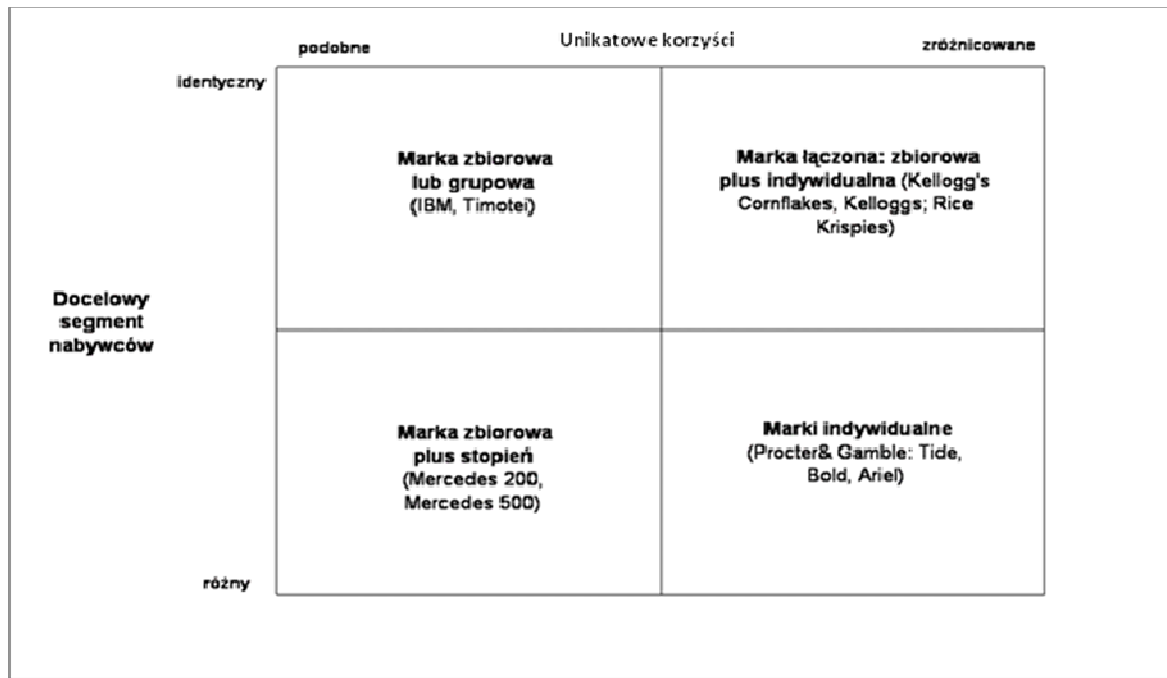 Unikatowe korzyści
podobne
zróżnicowane
identyczny
Marka zbiorowa
lub grupowa
(IBM, Timotei)
Marka łączona: zbiorowa
plus indywidualna (Kellogg's
Cornflakes, Kelloggs; Rice
Krispies)
Docelowy
segment
nabywców
Marka zbiorowa
plus stopień
(Mercedes 200,
Mercedes 500)
Marki indywidualne
(Procter& Gamble: Tide,
Bold, Ariel)
różny